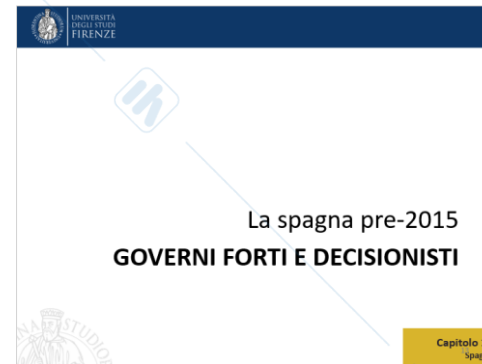 UNIVERSITÀ
DEGLI STUDI
FIRENZE
La spagna pre-2015
GOVERNI FORTI E DECISIONISTI
Capitolo